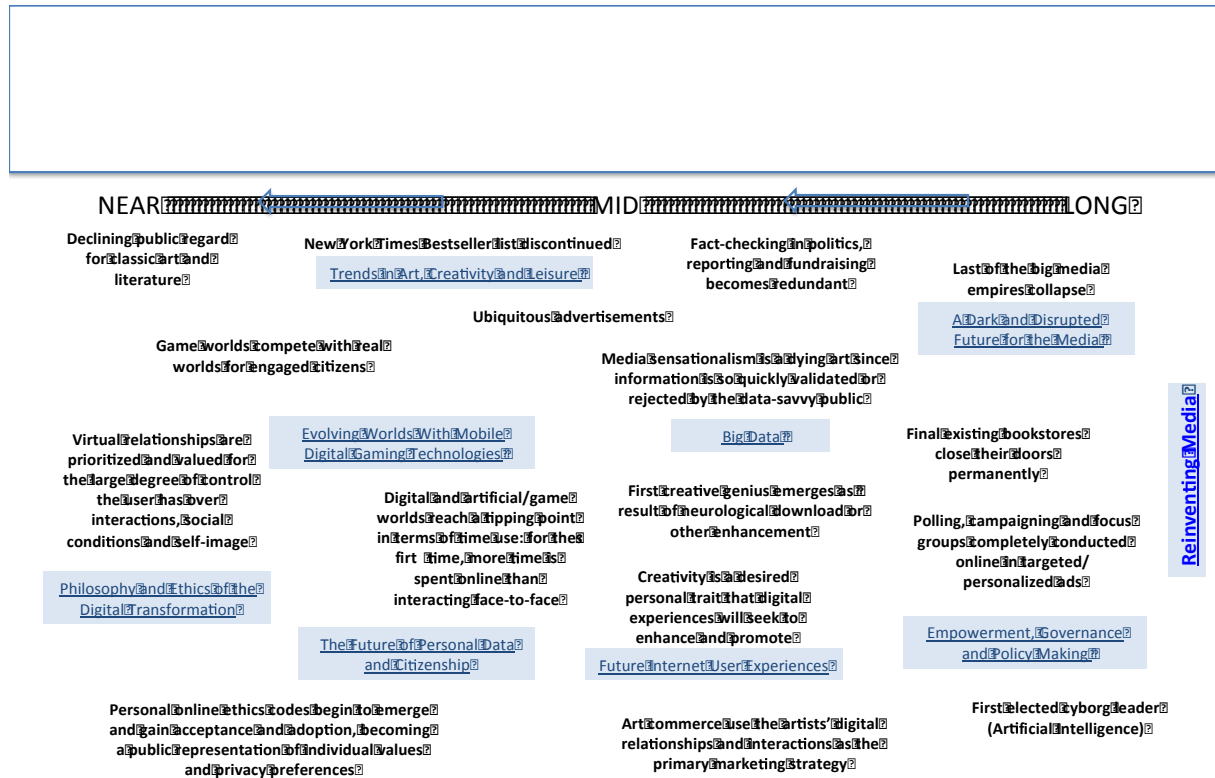 NEAR MID LONG
Declining public regard
for classic art and
literature
New York Times Bestseller list discontinued
Trends in Art, Creativity and Leisure
Fact-checking in politics,
reporting and fundraising
becomes redundant
Last of the big media
empires collapse
A Dark and Disrupted
Future for the Media
Ubiquitous advertisements
Game worlds compete with real
worlds for engaged citizens
Media sensationalism is a dying art since
information is so quickly validated or
rejected by the data-savvy public
Reinventing Media
Virtual relationships are
prioritized and valued for
the large degree of control
the user has over
interactions, social
conditions and self-image
Evolving Worlds With Mobile
Digital Gaming Technologies
Big Data
Final existing bookstores
close their doors
permanently
Digital and artificial/game
worlds reach a tipping point
in terms of time use: for thes
firt time, more time is
spent online than
interacting face-to-face
First creative genius emerges as
result of neurological download or
other enhancement
Polling, campaigning and focus
groups completely conducted
online in targeted/
personalized ads
Philosophy and Ethics of the
Digital Transformation
Creativity is a desired
personal trait that digital
experiences will seek to
enhance and promote
The Future of Personal Data
and Citizenship
Future Internet User Experiences
Empowerment, Governance
and Policy Making
Personal online ethics codes begin to emerge
and gain acceptance and adoption, becoming
a public representation of individual values
and privacy preferences
Art commerce use the artists' digital
relationships and interactions as the
primary marketing strategy
First elected cyborg leader
(Artificial Intelligence)